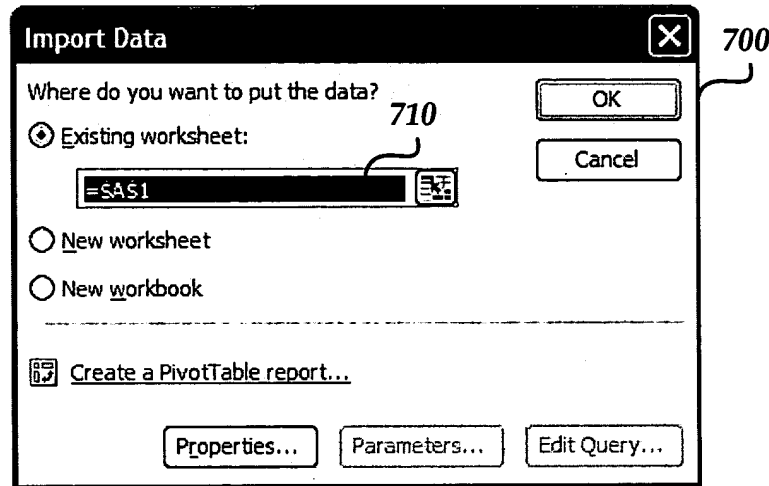 Import Data
700
Where do you want to put the data?
710
OK
Existing worksheet:
Cancel
=$A$1
New worksheet
New workbook
Create a PivotTable report...
Properties... Parameters... Edit Query...